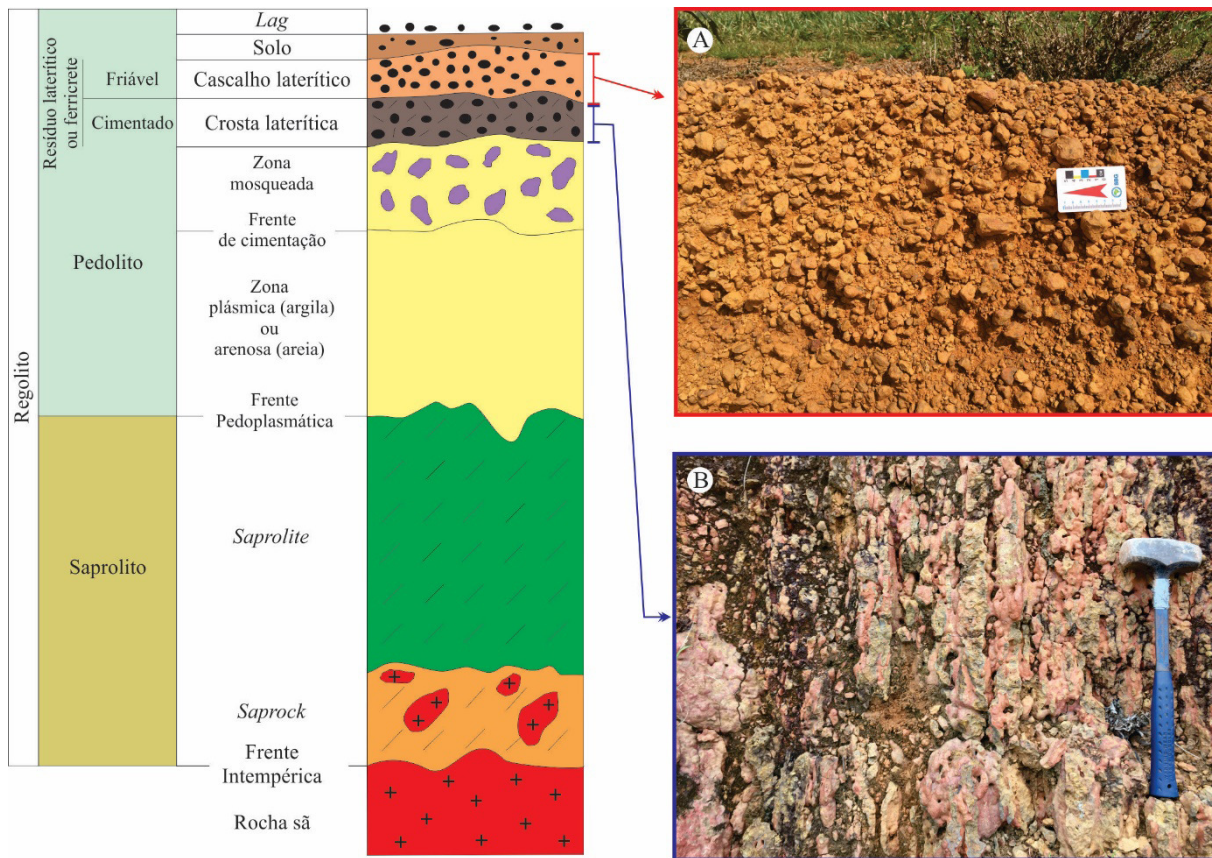 Lag
Solo
Cascalho laterítico
Crosta laterítica
Zona
mosqueada
Frente
de cimentação
Zona
plásmica (argila)
ou
arenosa (areia)
Frente
Pedoplasmática
Saprolite
Saprock
Frente
Intempérica
Rocha sã
Friável
Cimentado
Resíduo laterítico
ou ferricrete
Pedolito
Saprolito
Regolito
A
B